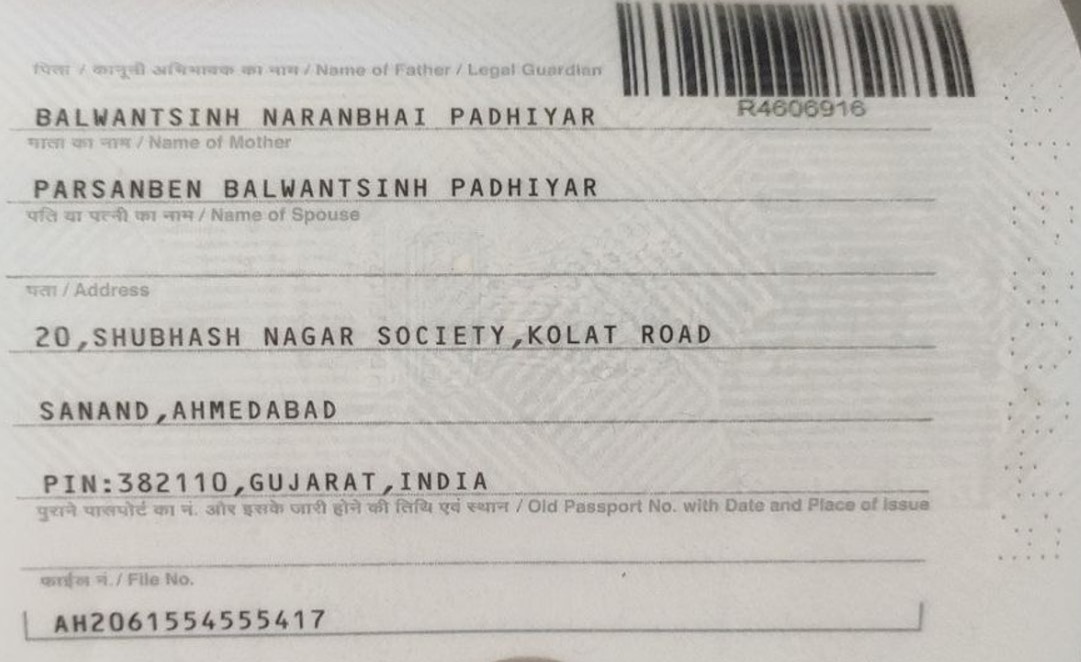 पिता / कानूनी अभिभावक का नाम / Name of Father / Legal Guardian
R4606916
BALWANTSINH NARANBHAI PADHIYAR
माता का नाम / Name of Mother
PARSANBEN BALWANTSINH PADHIYAR
पति या पत्नी का नाम / Name of Spouse
पता / Address
20,SHUBHASH NAGAR SOCIETY,KOLAT ROAD
SANAND,AHMEDABAD
PIN:382110,GUJARAT,INDIA
पुराने पासपोर्ट का नं. और इसके जारी होने की तिथि एवं स्थान / Old Passport No. with Date and Place of Issue
फाईल नं./ File No.
AH2061554555417